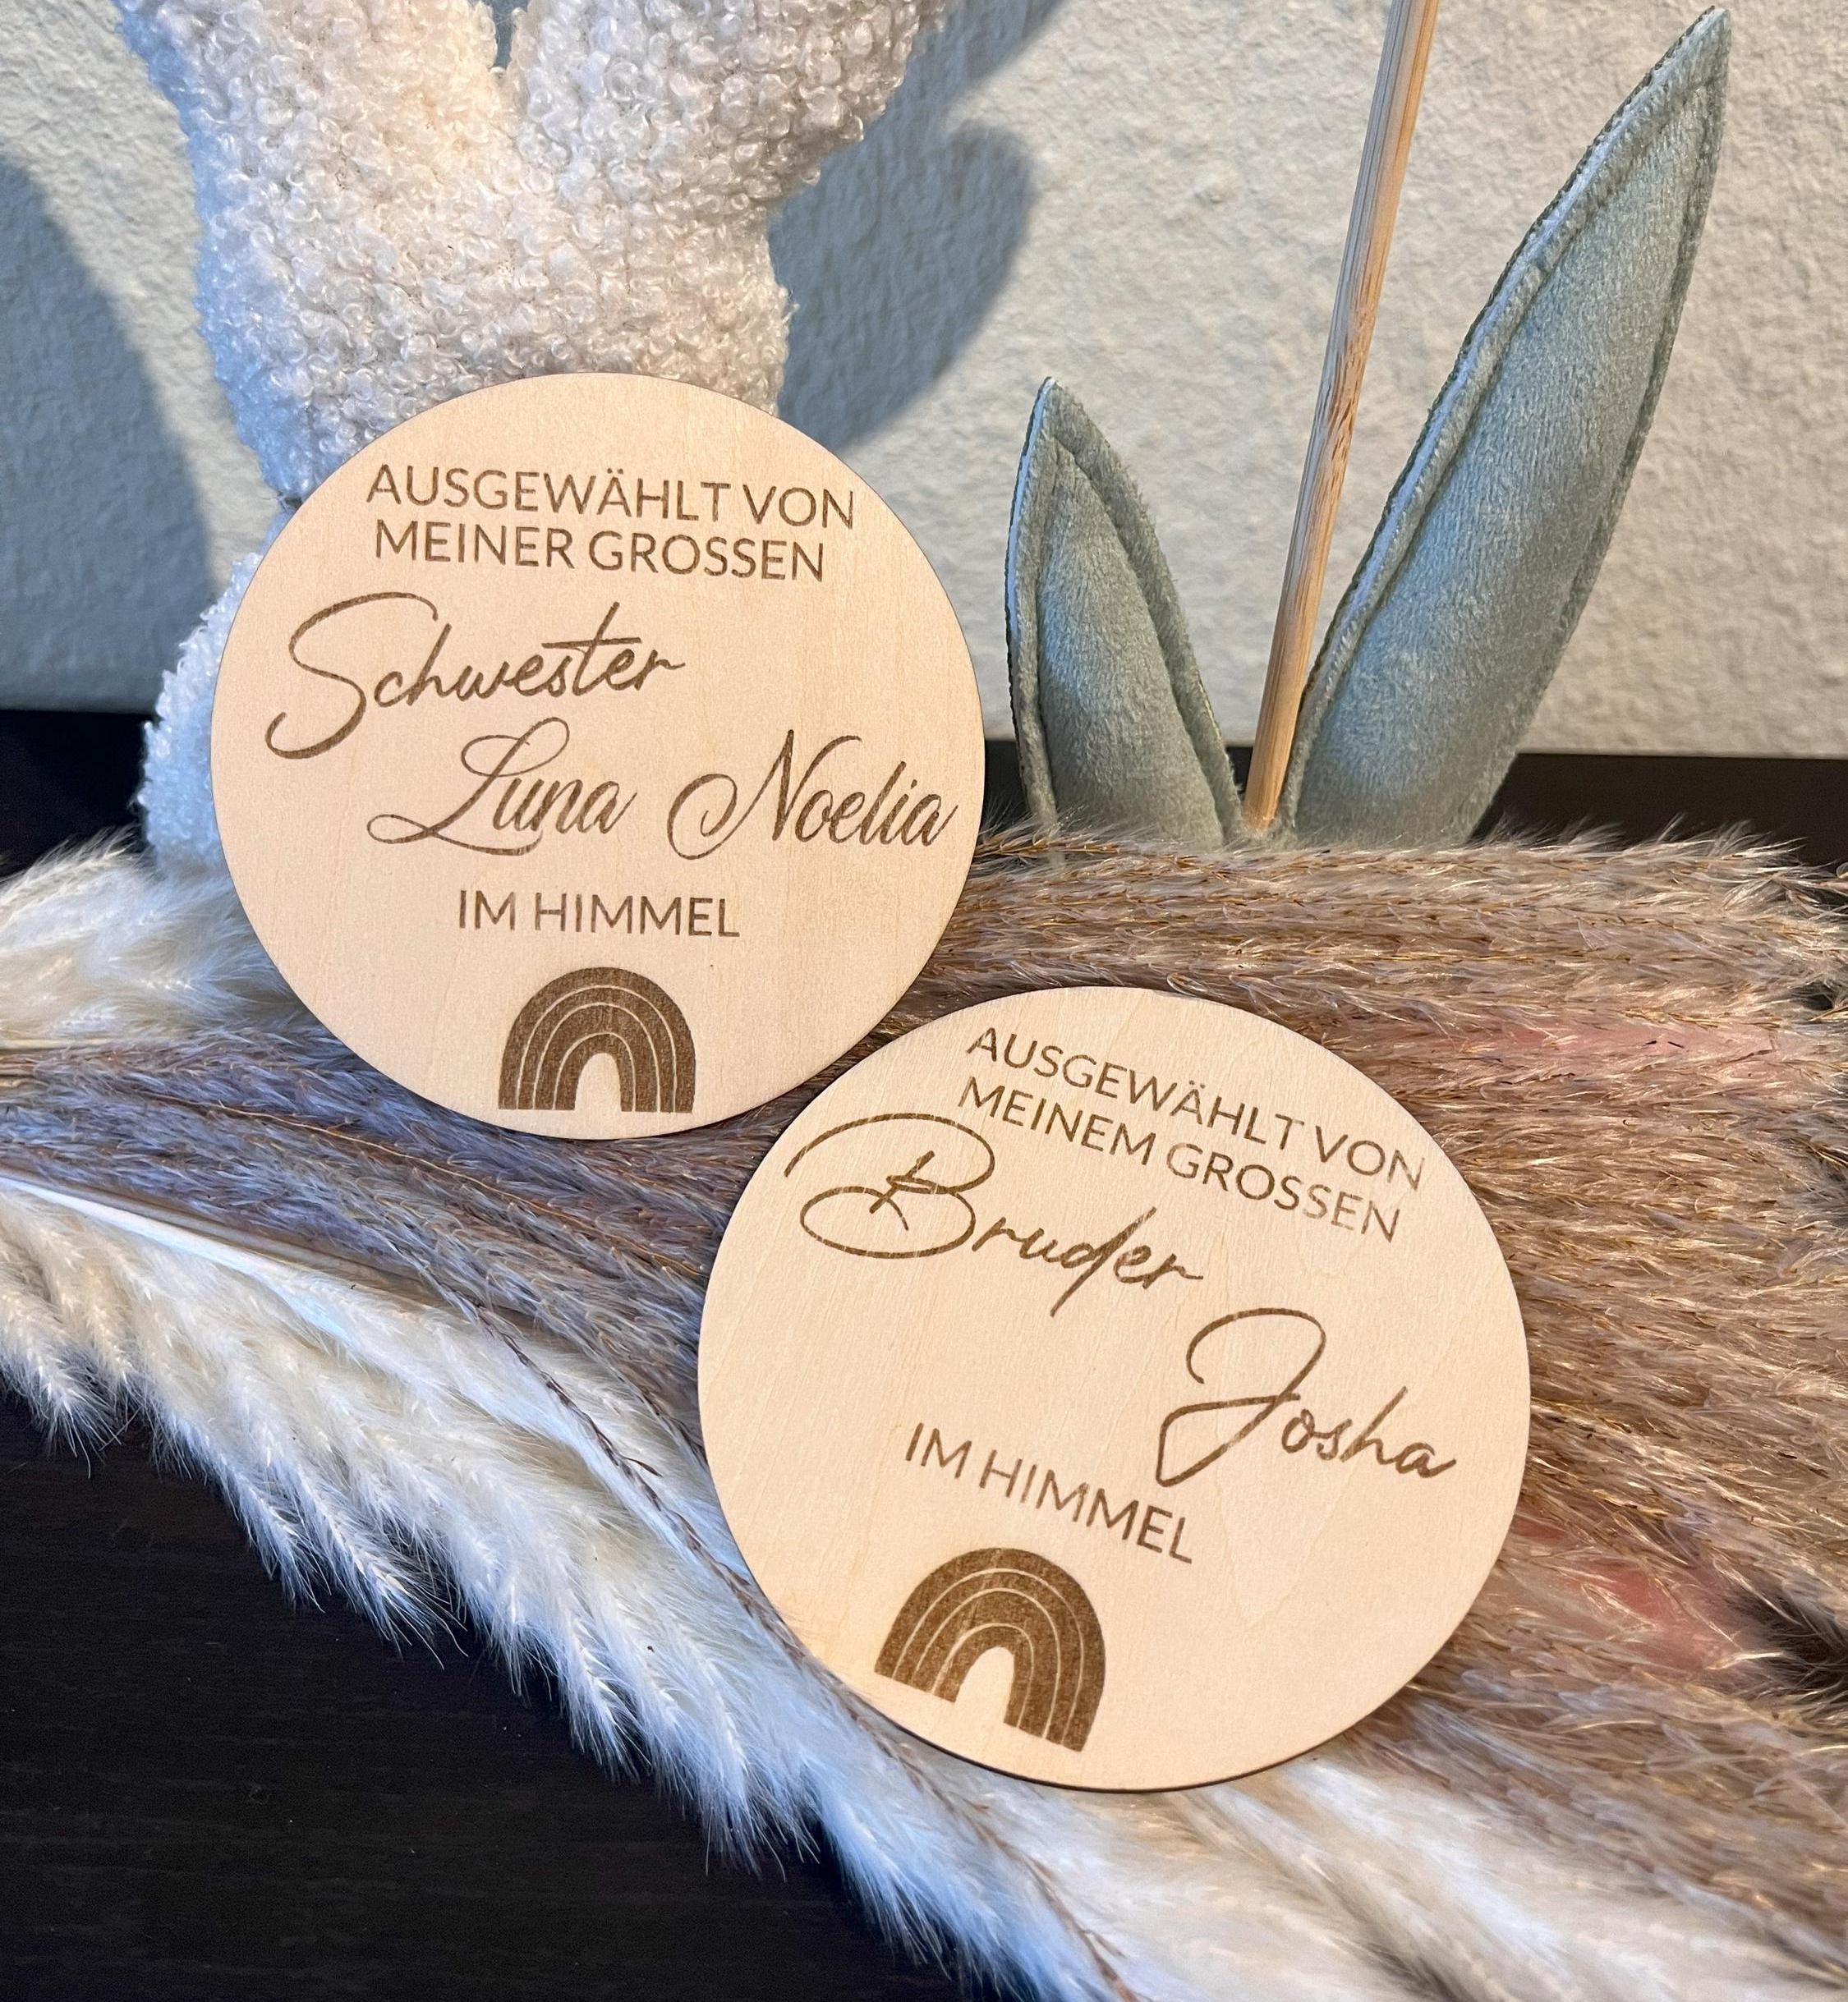 AUSGEWÄHLT VON
MEINER GROSSEN
Schwester
Luna Noelia
IM HIMMEL
AUSGEWÄHLT VON
MEINEM GROSSEN
Bruder
Josha
IM HIMMEL